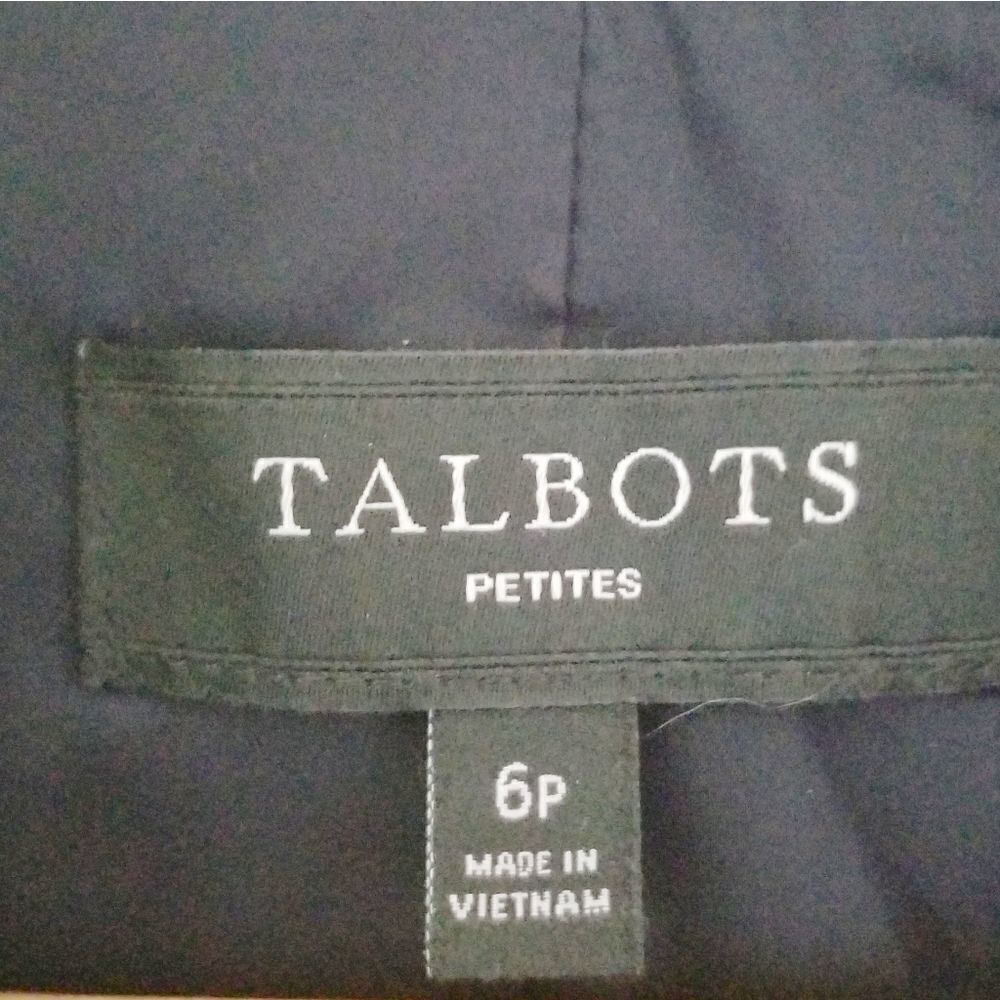 TALBOTS
PETITES
6P
MADE IN
VIETNAM